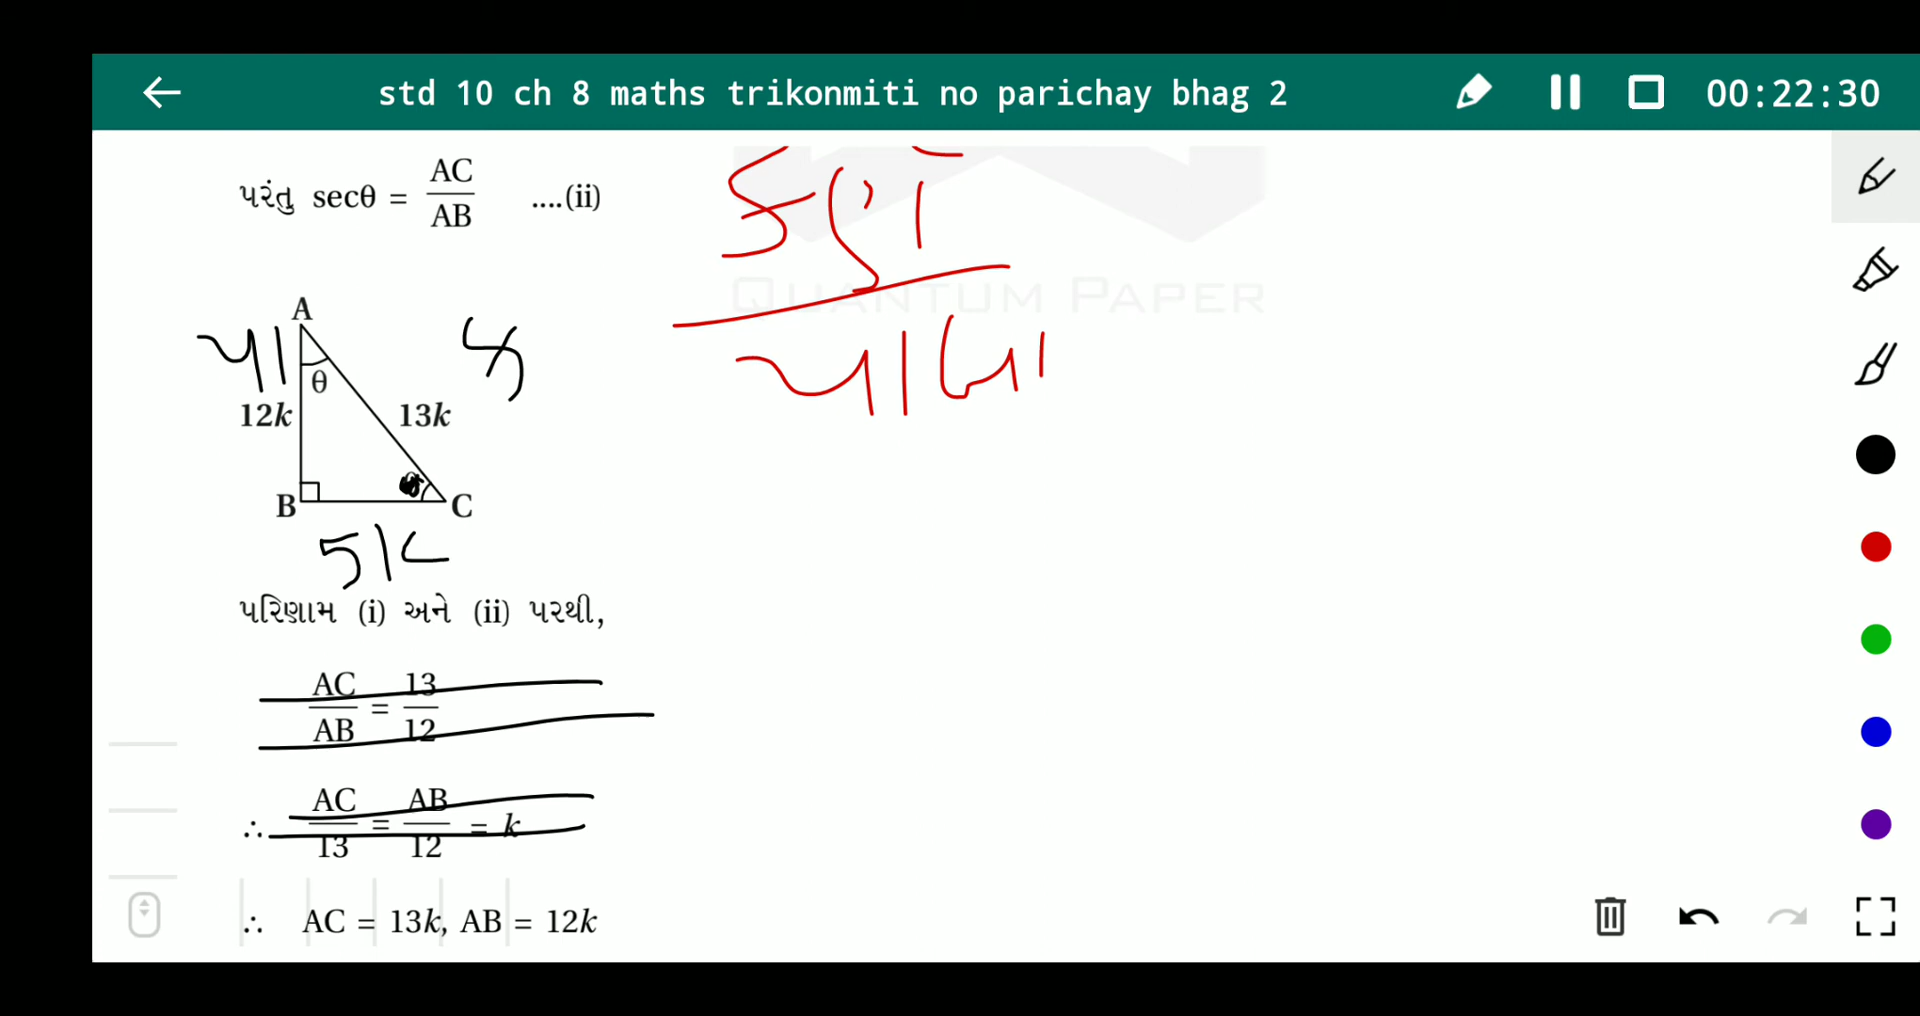 std 10 ch 8 maths trikonmiti no parichay bhag 2
00:22:30
પરંતુ secθ = AC/AB ....(ii)
QUANTUM PAPER
A
પા
θ
12k
13k
B
C
પરિણામ (i) અને (ii) પરથી,
AC/AB = 13/12
∴ AC/13 = AB/12 = k
∴ AC = 13k, AB = 12k